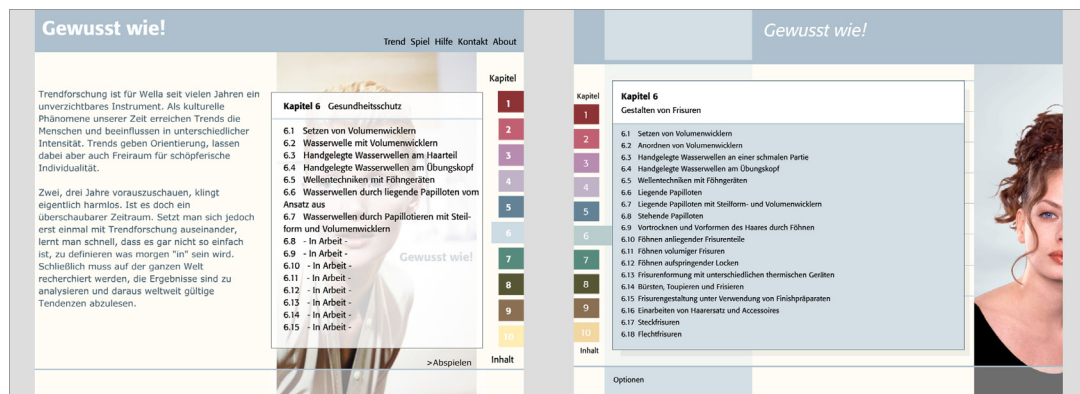 Gewusst wie!
Trend Spiel Hilfe Kontakt About
Trendforschung ist für Wella seit vielen Jahren ein
unverzichtbares Instrument. Als kulturelle
Phänomene unserer Zeit erreichen Trends die
Menschen und beeinflussen in unterschiedlicher
Intensität. Trends geben Orientierung, lassen
dabei aber auch Freiraum für schöpferische
Individualität.
Zwei, drei Jahre vorauszuschauen, klingt
eigentlich harmlos. Ist es doch ein
überschaubarer Zeitraum. Setzt man sich jedoch
erst einmal mit Trendforschung auseinander,
lernt man schnell, dass es gar nicht so einfach
ist, zu definieren was morgen "in" sein wird.
Schließlich muss auf der ganzen Welt
recherchiert werden, die Ergebnisse sind zu
analysieren und daraus weltweit gültige
Tendenzen abzulesen.
Kapitel 6 Gesundheitsschutz
6.1 Setzen von Volumenwicklern
6.2 Wasserwelle mit Volumenwicklern
6.3 Handgelegte Wasserwellen am Haarteil
6.4 Handgelegte Wasserwellen am Übungskopf
6.5 Wellentechniken mit Föhngeräten
6.6 Wasserwellen durch liegende Papilloten vom
Ansatz aus
6.7 Wasserwellen durch Papillotieren mit Steil-
form und Volumenwicklern
6.8 - In Arbeit -
6.9 - In Arbeit -
6.10 - In Arbeit -
6.11 - In Arbeit -
6.12 - In Arbeit -
6.13 - In Arbeit -
6.14 - In Arbeit -
6.15 - In Arbeit -
Gewusst wie!
>Abspielen
Kapitel
1
2
3
4
5
6
7
8
9
10
Inhalt
Gewusst wie!
Kapitel
1
2
3
4
5
6
7
8
9
10
Inhalt
Kapitel 6
Gestalten von Frisuren
6.1 Setzen von Volumenwicklern
6.2 Anordnen von Volumenwicklern
6.3 Handgelegte Wasserwellen an einer schmalen Partie
6.4 Handgelegte Wasserwellen am Übungskopf
6.5 Wellentechniken mit Föhngeräten
6.6 Liegende Papilloten
6.7 Liegende Papilloten mit Steilform- und Volumenwicklern
6.8 Stehende Papilloten
6.9 Vortrocknen und Vorformen des Haares durch Föhnen
6.10 Föhnen anliegender Frisurenteile
6.11 Föhnen voluminger Frisuren
6.12 Föhnen aufspringender Locken
6.13 Frisurenformung mit unterschiedlichen thermischen Geräten
6.14 Bürsten, Toupieren und Frisieren
6.15 Frisurengestaltung unter Verwendung von Finishpräparaten
6.16 Einarbeiten von Haarersatz und Accessoires
6.17 Steckfrisuren
6.18 Flechtfrisuren
Optionen